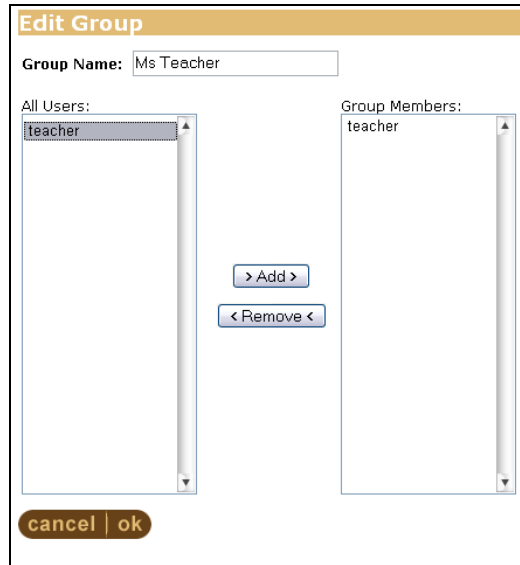 Edit Group
Group Name: Ms Teacher
All Users:
teacher
Group Members:
teacher
> Add >
< Remove <
cancel | ok